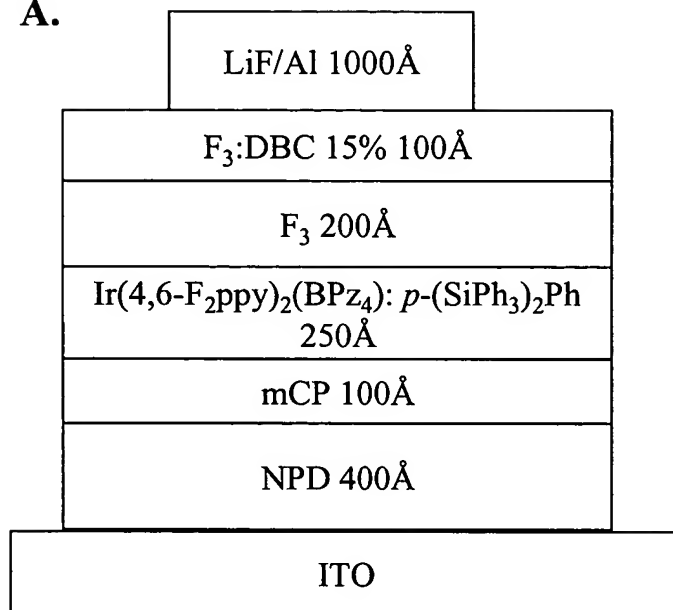 A.
LiF/Al 1000Å
F₃:DBC 15% 100Å
F₃ 200Å
Ir(4,6-F₂ppy)₂(BPz₄): p-(SiPh₃)₂Ph
250Å
mCP 100Å
NPD 400Å
ITO